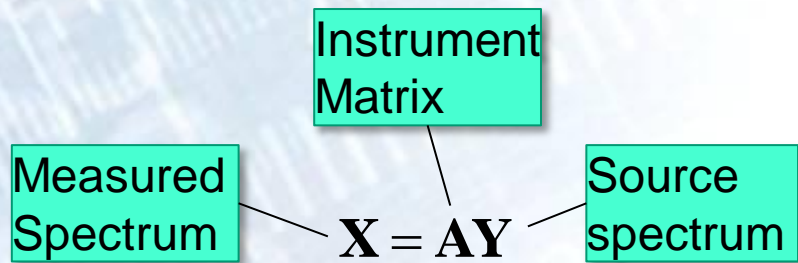 Instrument
Matrix
Measured
Spectrum
Source
spectrum
X = AY